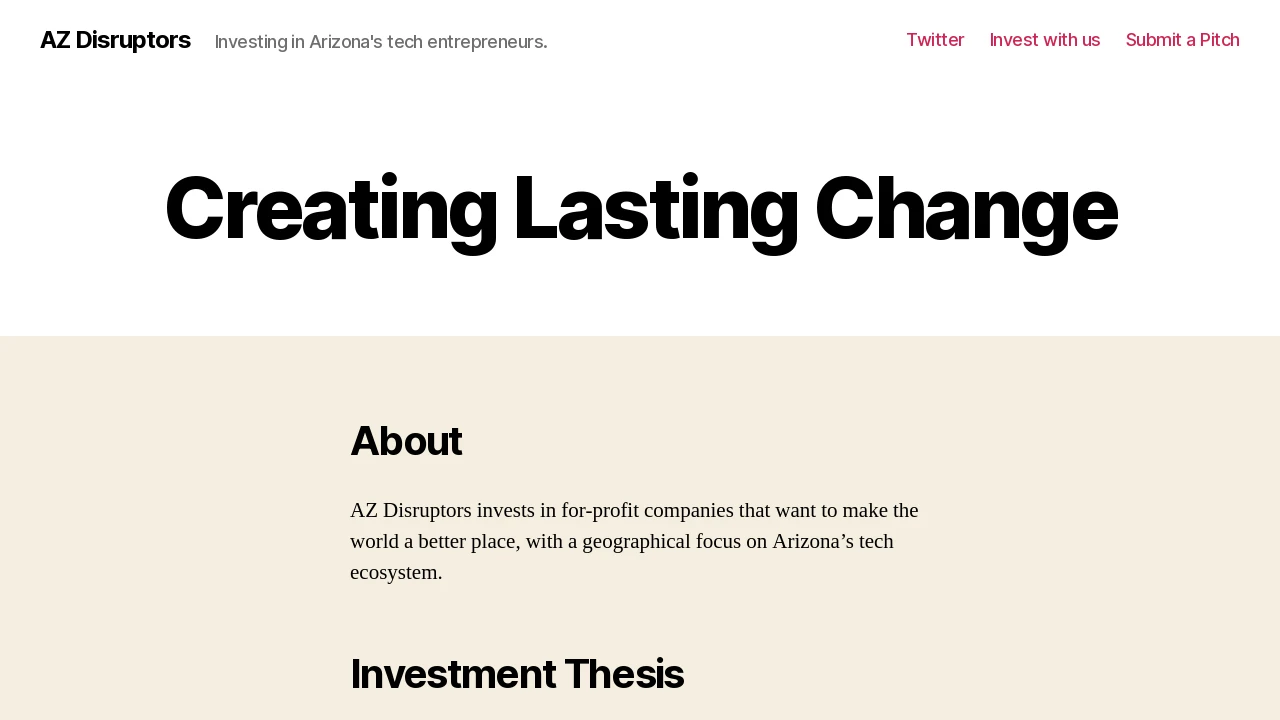 AZ Disruptors
Investing in Arizona's tech entrepreneurs.
Twitter
Invest with us
Submit a Pitch
Creating Lasting Change
About
AZ Disruptors invests in for-profit companies that want to make the
world a better place, with a geographical focus on Arizona’s tech
ecosystem.
Investment Thesis